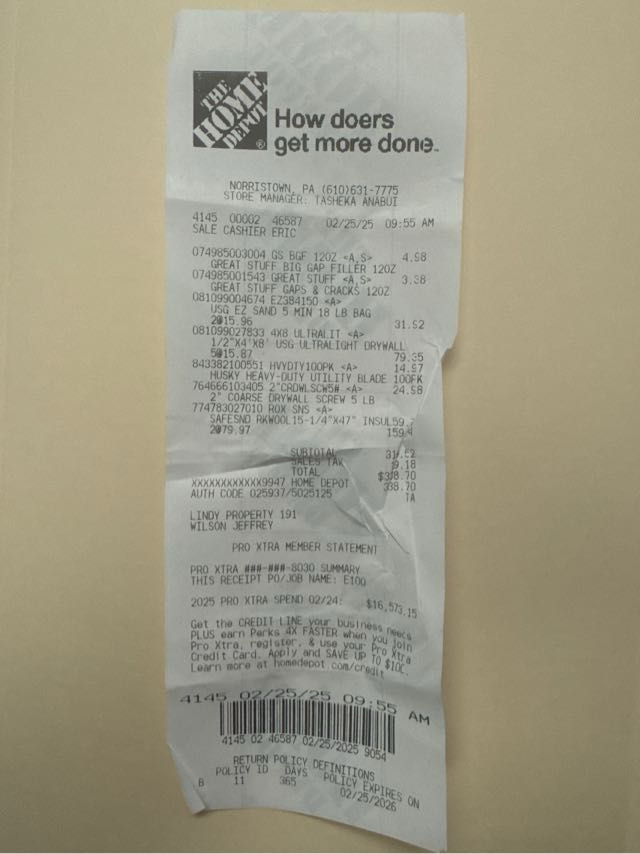 THE
HOME
DEPOT
®
How doers
get more done.
NORRISTOWN, PA (610)631-7775
STORE MANAGER: TASHEKA ANABUI
4145 00002 46587 02/25/25 09:55 AM
SALE CASHIER ERIC
074985003004 GS BGF 12OZ <A,S> 4.98
GREAT STUFF BIG GAP FILLER 12OZ
074985001543 GREAT STUFF <A,S> 3.38
GREAT STUFF GAPS & CRACKS 12OZ
081099004674 EZ384150 <A>
USG EZ SAND 5 MIN 18 LB BAG
2@15.96 31.92
081099027833 4X8 ULTRALIT <A>
1/2"X4'X8' USG ULTRALIGHT DRYWALL
5@15.87 79.35
843382100551 HVYDTY100PK <A> 14.97
HUSKY HEAVY-DUTY UTILITY BLADE 100PK
764666103405 2"CRDWLSCW5# <A> 24.98
2" COARSE DRYWALL SCREW 5 LB
774783027010 ROX SNS <A>
SAFESND RKWOOL15-1/4"X47" INSUL
2@79.97
SUBTOTAL
SALES TAX
TOTAL $338.70
XXXXXXXXXXXX9947 HOME DEPOT 338.70
AUTH CODE 025937/5025125 TA
LINDY PROPERTY 191
WILSON JEFFREY
PRO XTRA MEMBER STATEMENT
PRO XTRA ###-###-8030 SUMMARY
THIS RECEIPT PO/JOB NAME: E100
2025 PRO XTRA SPEND 02/24: $16,573.15
Get the CREDIT LINE your business needs
PLUS earn Perks 4X FASTER when you join
Pro Xtra, register, & use your Pro Xtra
Credit Card. Apply and SAVE UP TO $100.
Learn more at homedepot.com/credit
4145 02/25/25 09:55 AM
4145 02 46587 02/25/2025 9054
RETURN POLICY DEFINITIONS
POLICY ID DAYS POLICY EXPIRES ON
B 11 365 02/25/2026